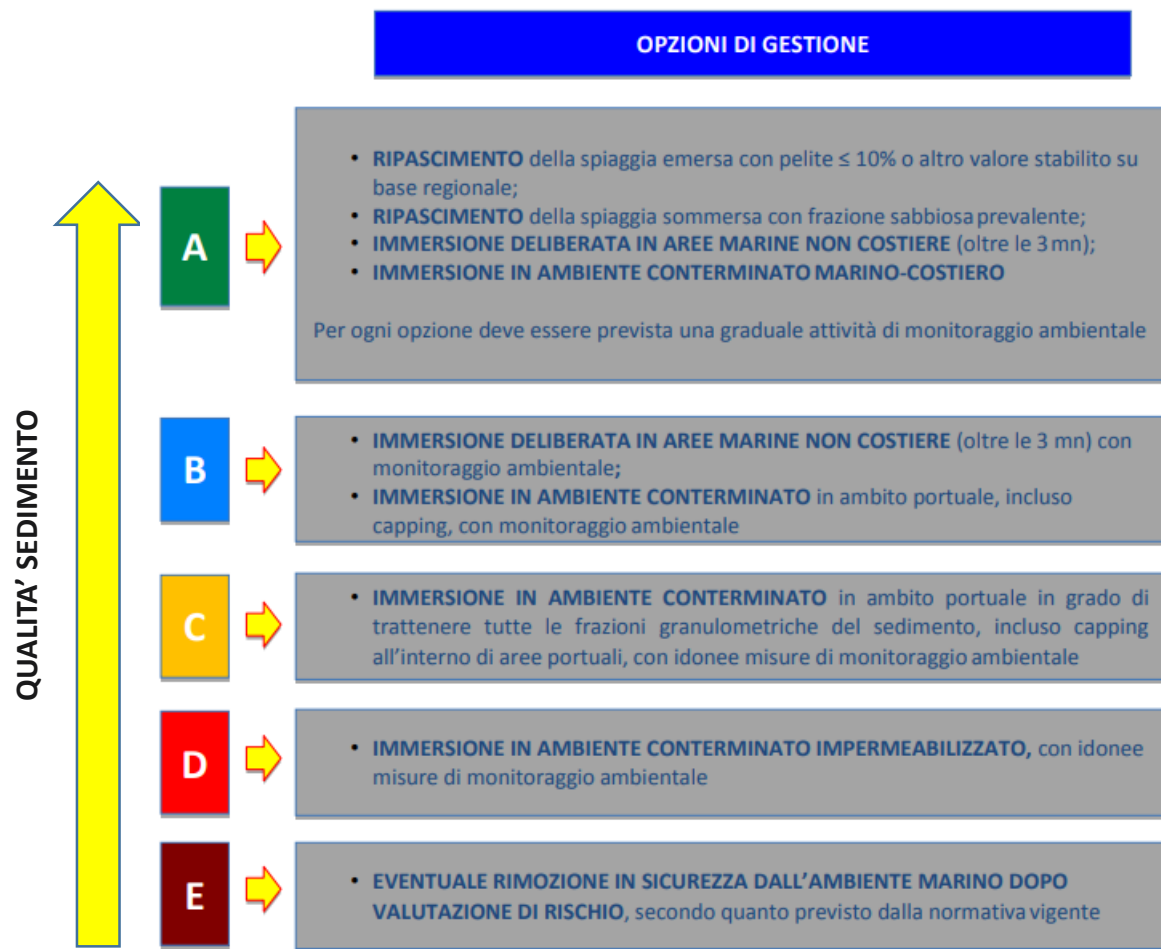 OPZIONI DI GESTIONE
QUALITA’ SEDIMENTO
A
• RIPASCIMENTO della spiaggia emersa con pelite ≤ 10% o altro valore stabilito su
base regionale;
• RIPASCIMENTO della spiaggia sommersa con frazione sabbiosa prevalente;
• IMMERSIONE DELIBERATA IN AREE MARINE NON COSTIERE (oltre le 3 mn);
• IMMERSIONE IN AMBIENTE CONTERMINATO MARINO-COSTIERO
Per ogni opzione deve essere prevista una graduale attività di monitoraggio ambientale
B
• IMMERSIONE DELIBERATA IN AREE MARINE NON COSTIERE (oltre le 3 mn) con
monitoraggio ambientale;
• IMMERSIONE IN AMBIENTE CONTERMINATO in ambito portuale, incluso
capping, con monitoraggio ambientale
C
• IMMERSIONE IN AMBIENTE CONTERMINATO in ambito portuale in grado di
trattenere tutte le frazioni granulometriche del sedimento, incluso capping
all’interno di aree portuali, con idonee misure di monitoraggio ambientale
D
• IMMERSIONE IN AMBIENTE CONTERMINATO IMPERMEABILIZZATO, con idonee
misure di monitoraggio ambientale
E
• EVENTUALE RIMOZIONE IN SICUREZZA DALL’AMBIENTE MARINO DOPO
VALUTAZIONE DI RISCHIO, secondo quanto previsto dalla normativa vigente